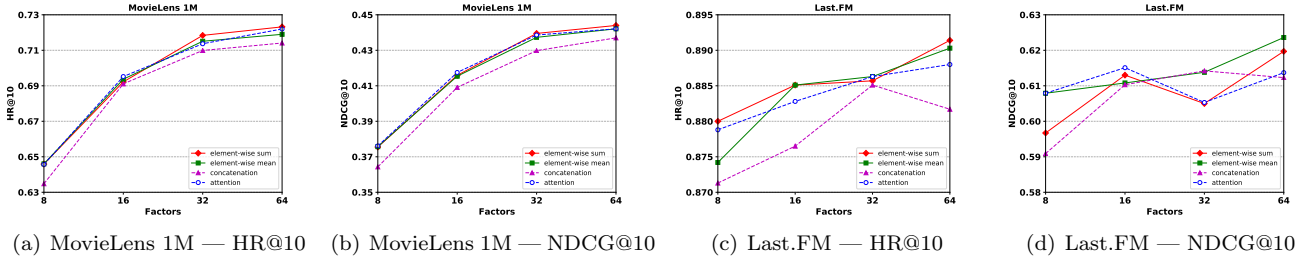 MovieLens 1M
HR@10
0.73
0.71
0.69
0.67
0.65
0.63
8
16
32
64
Factors
element-wise sum
element-wise mean
concatenation
attention
(a) MovieLens 1M — HR@10
MovieLens 1M
NDCG@10
0.45
0.43
0.41
0.39
0.37
0.35
8
16
32
64
Factors
element-wise sum
element-wise mean
concatenation
attention
(b) MovieLens 1M — NDCG@10
Last.FM
HR@10
0.895
0.890
0.885
0.880
0.875
0.870
8
16
32
64
Factors
element-wise sum
element-wise mean
concatenation
attention
(c) Last.FM — HR@10
Last.FM
NDCG@10
0.63
0.62
0.61
0.60
0.59
0.58
8
16
32
64
Factors
element-wise sum
element-wise mean
concatenation
attention
(d) Last.FM — NDCG@10